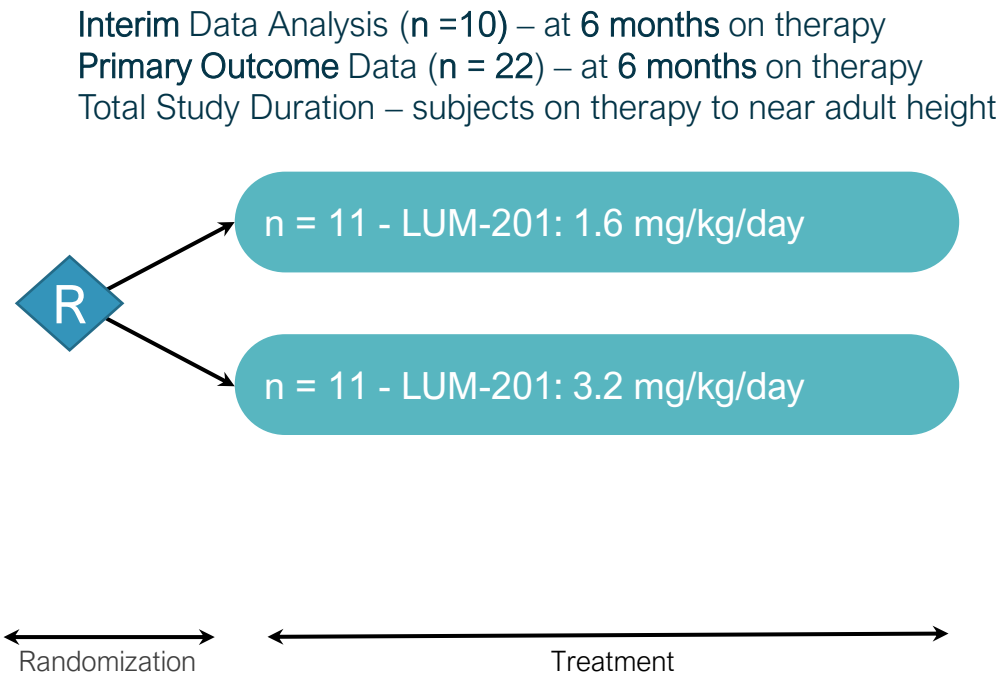 Interim Data Analysis (n =10) – at 6 months on therapy
Primary Outcome Data (n = 22) – at 6 months on therapy
Total Study Duration – subjects on therapy to near adult height
n = 11 - LUM-201: 1.6 mg/kg/day
R
n = 11 - LUM-201: 3.2 mg/kg/day
Randomization
Treatment